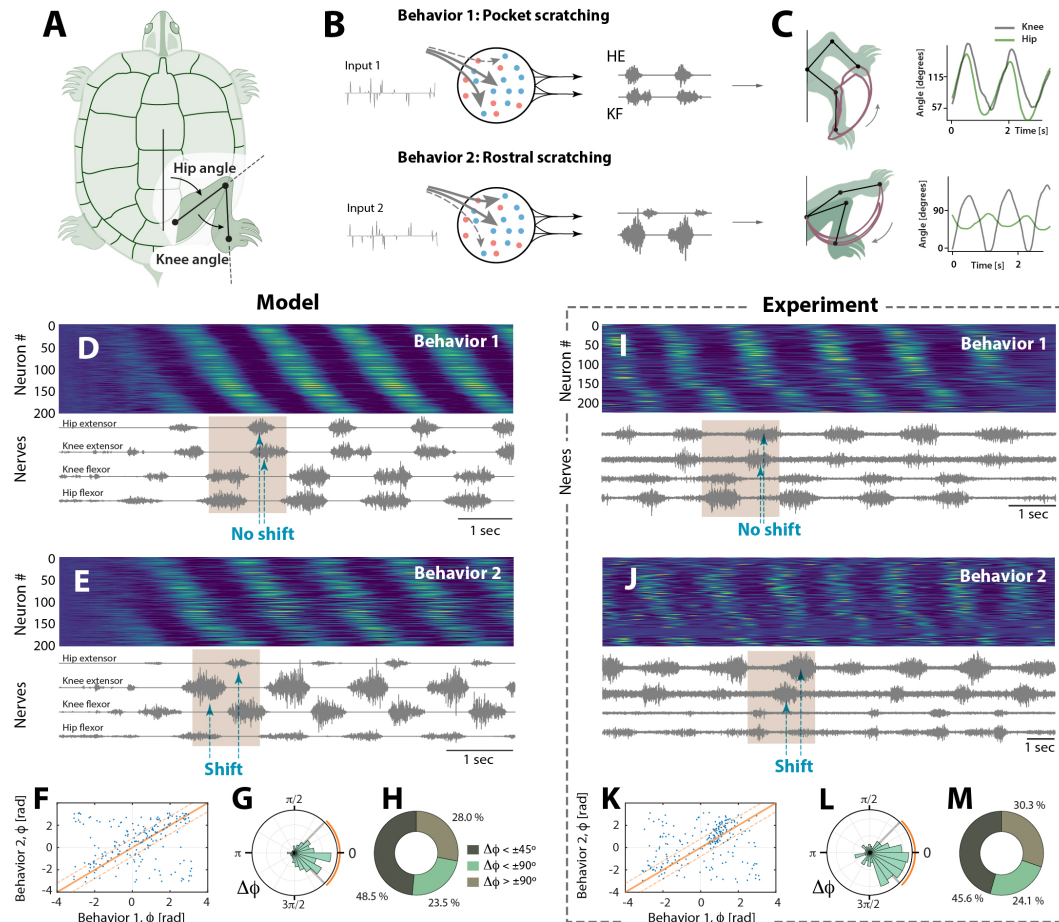 A
Hip angle
Knee angle
B
Behavior 1: Pocket scratching
Input 1
HE
KF
Behavior 2: Rostral scratching
Input 2
C
Knee
Hip
Angle [degrees]
115
57
0
2
Time [s]
Angle [degrees]
90
0
0
2
Time [s]
Model
D
Behavior 1
Neuron #
0
50
100
150
200
Nerves
Hip extensor
Knee extensor
Knee flexor
Hip flexor
No shift
1 sec
E
Behavior 2
Neuron #
0
50
100
150
200
Nerves
Hip extensor
Knee extensor
Knee flexor
Hip flexor
Shift
1 sec
Experiment
I
Behavior 1
0
50
100
150
200
Nerves
No shift
1 sec
J
Behavior 2
0
50
100
150
200
Shift
1 sec
F
Behavior 2, ϕ [rad]
4
2
0
-2
-4
-4 -2 0 2 4
Behavior 1, ϕ [rad]
G
π/2
π
0
3π/2
Δϕ
H
28.0 %
48.5 %
23.5 %
Δϕ < ±45º
Δϕ < ±90º
Δϕ > ±90º
K
Behavior 2, ϕ [rad]
4
2
0
-2
-4
-4 -2 0 2 4
Behavior 1, ϕ [rad]
L
π/2
π
0
3π/2
Δϕ
M
30.3 %
45.6 %
24.1 %